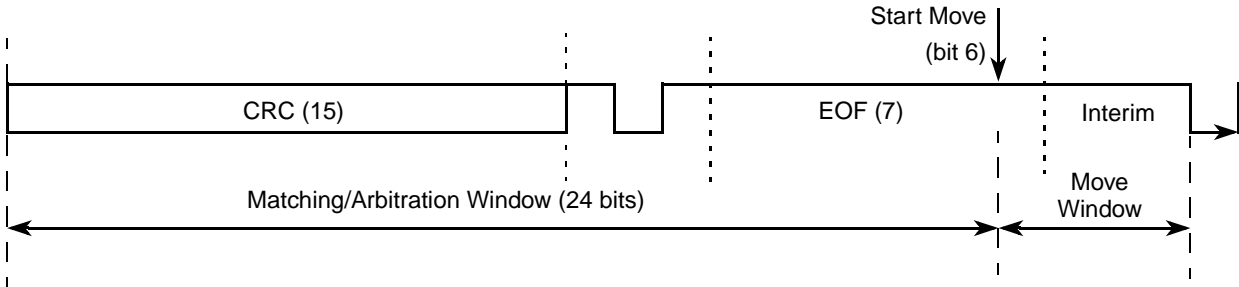 Start Move
(bit 6)
CRC (15)
EOF (7)
Interim
Matching/Arbitration Window (24 bits)
Move
Window